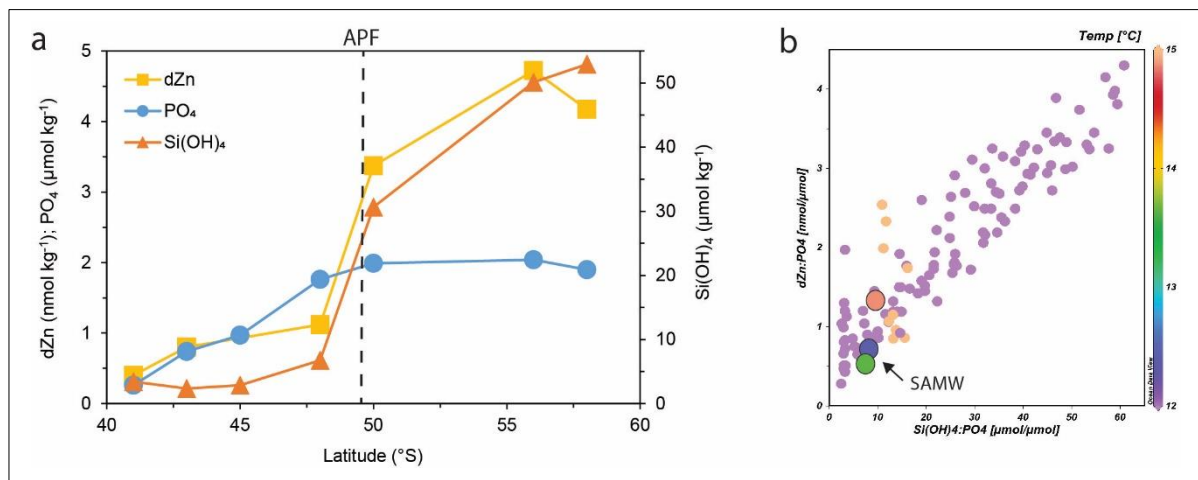 a
APF
5
4
3
2
1
0
dZn (nmol kg⁻¹); PO₄ (µmol kg⁻¹)
dZn
PO₄
Si(OH)₄
50
40
30
20
10
0
Si(OH)₄ (µmol kg⁻¹)
40 45 50 55 60
Latitude (°S)
b
Temp [°C]
4
3
2
1
0
dZn:PO4 [nmol/µmol]
SAMW
0 10 20 30 40 50 60
Si(OH)4:PO4 [µmol/µmol]
15
14
13
12
Ocean Data View